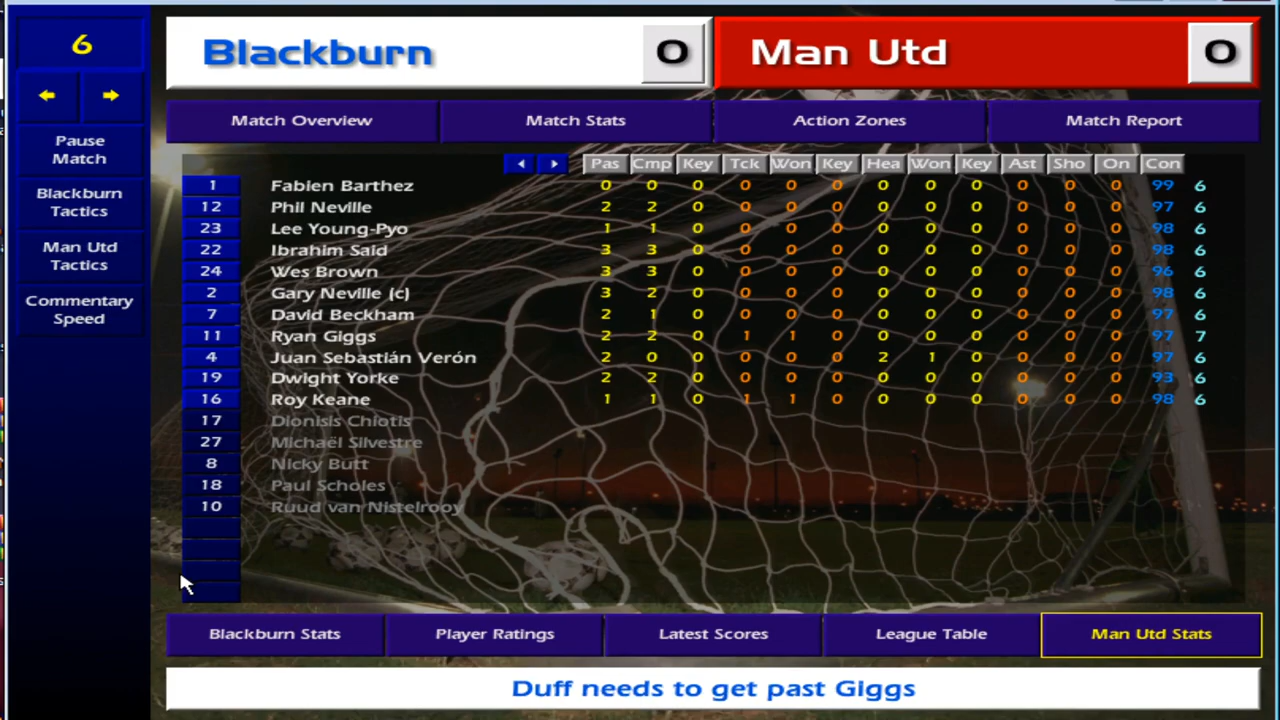 6
Blackburn 0 Man Utd 0
Pause Match
Blackburn Tactics
Man Utd Tactics
Commentary Speed
Match Overview Match Stats Action Zones Match Report
Pas Cmp Key Tck Won Key Hea Won Key Ast Sho On Con
1 Fabien Barthez 0 0 0 0 0 0 0 0 0 0 0 0 99 6
12 Phil Neville 2 2 0 0 0 0 0 0 0 0 0 0 97 6
23 Lee Young-Pyo 1 1 0 0 0 0 0 0 0 0 0 0 98 6
22 Ibrahim Said 3 3 0 0 0 0 0 0 0 0 0 0 98 6
24 Wes Brown 3 3 0 0 0 0 0 0 0 0 0 0 96 6
2 Gary Neville (c) 3 2 0 0 0 0 0 0 0 0 0 0 98 6
7 David Beckham 2 1 0 0 0 0 0 0 0 0 0 0 97 6
11 Ryan Giggs 2 2 0 1 1 0 0 0 0 0 0 0 97 7
4 Juan Sebastián Verón 2 0 0 0 0 0 2 1 0 0 0 0 97 6
19 Dwight Yorke 2 2 0 0 0 0 0 0 0 0 0 0 93 6
16 Roy Keane 1 1 0 1 1 0 0 0 0 0 0 0 98 6
17 Dionisis Chiotis
27 Michaël Silvestre
8 Nicky Butt
18 Paul Scholes
10 Ruud van Nistelrooy
Blackburn Stats Player Ratings Latest Scores League Table Man Utd Stats
Duff needs to get past Giggs